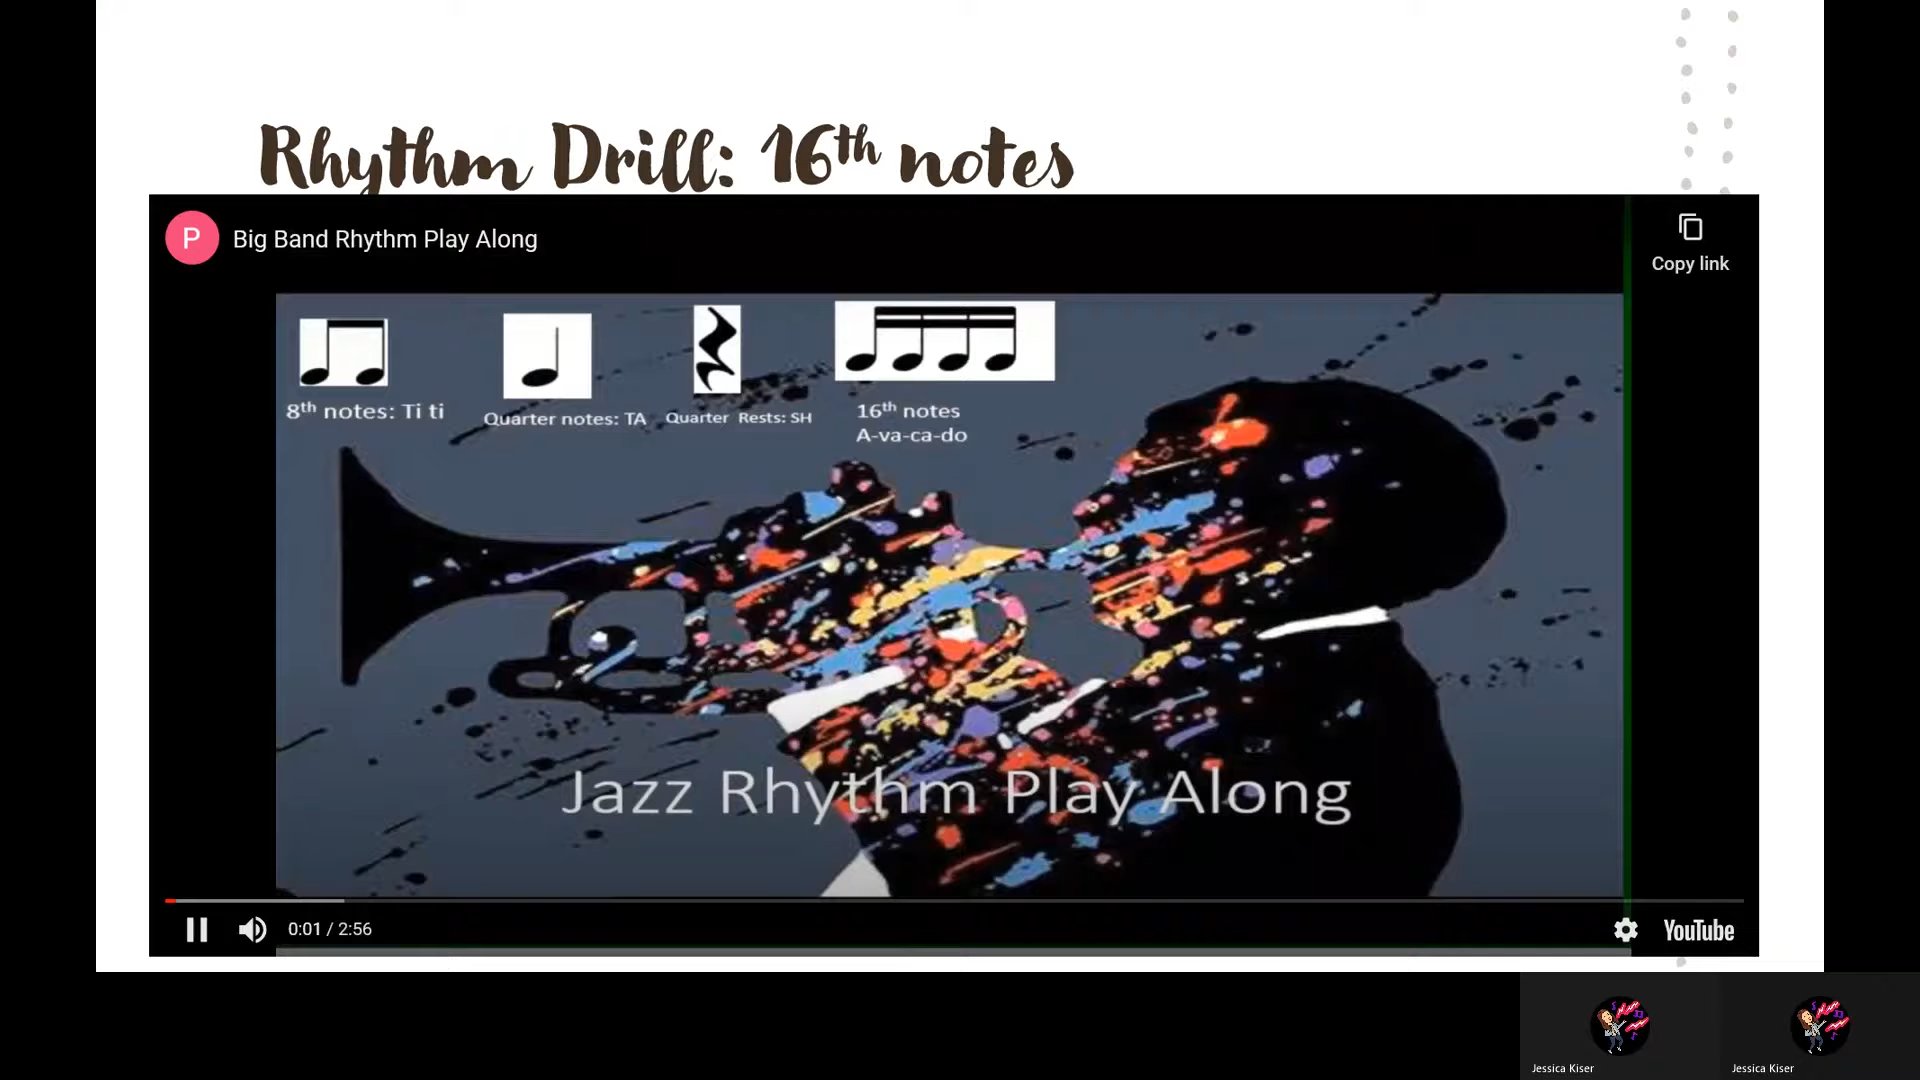 Rhythm Drill: 16th notes
P
Big Band Rhythm Play Along
Copy link
8th notes: Ti ti
Quarter notes: TA
Quarter Rests: SH
16th notes
A-va-ca-do
Jazz Rhythm Play Along
0:01 / 2:56
YouTube
Jessica Kiser
Jessica Kiser